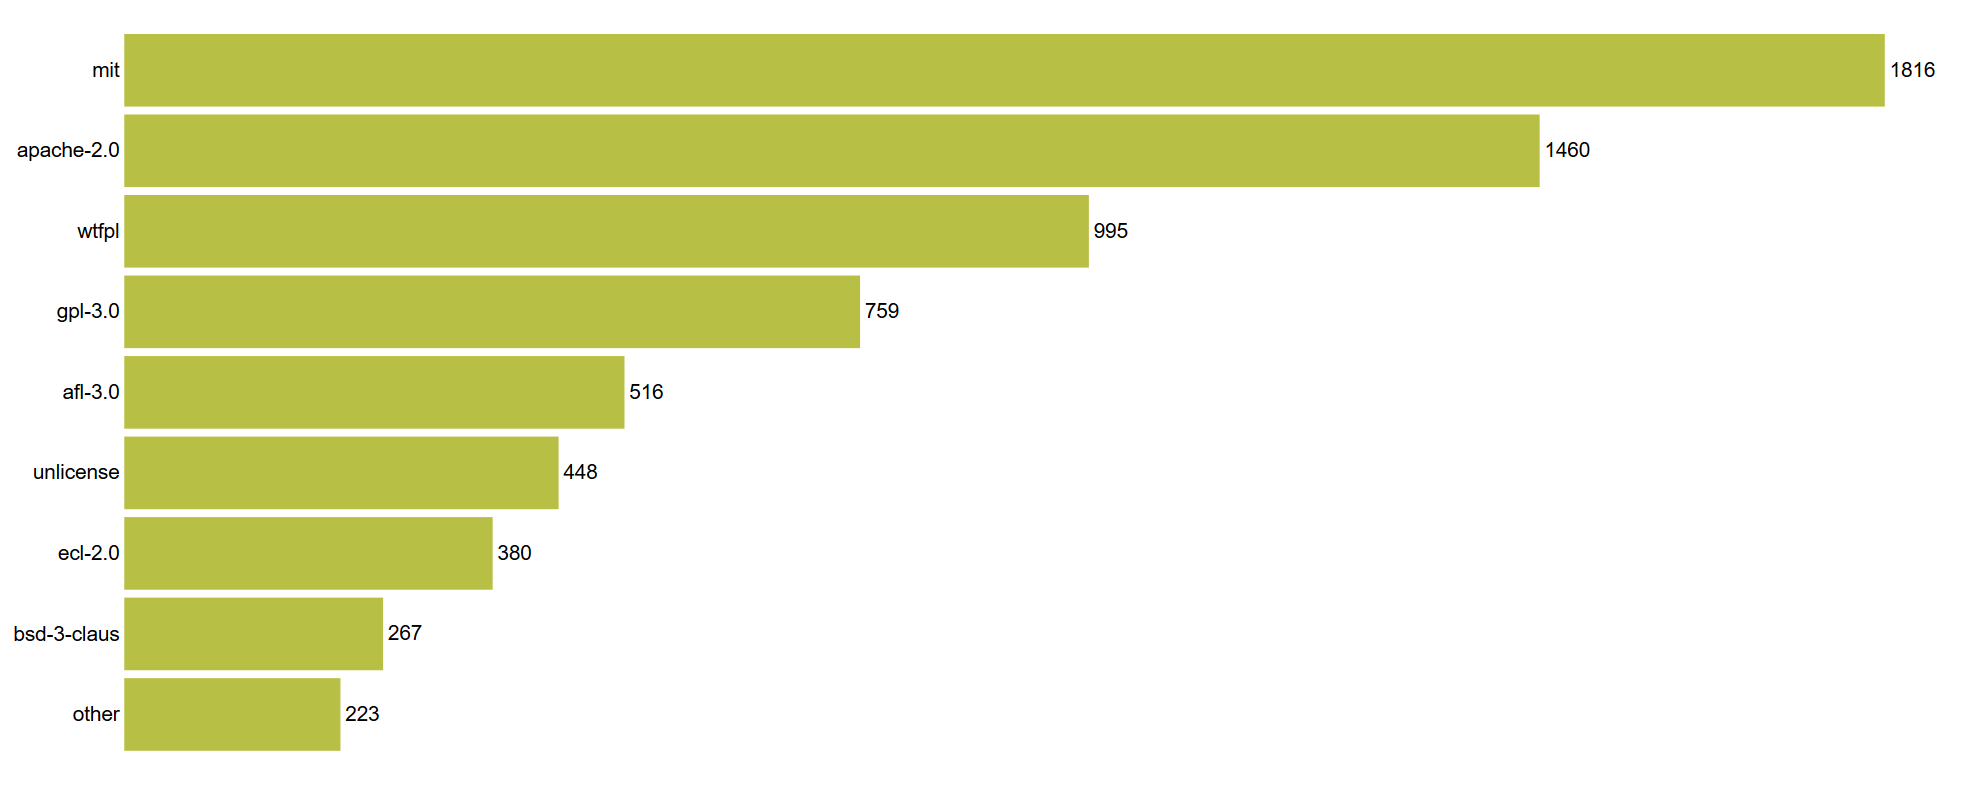 mit 1816
apache-2.0 1460
wtfpl 995
gpl-3.0 759
afl-3.0 516
unlicense 448
ecl-2.0 380
bsd-3-claus 267
other 223